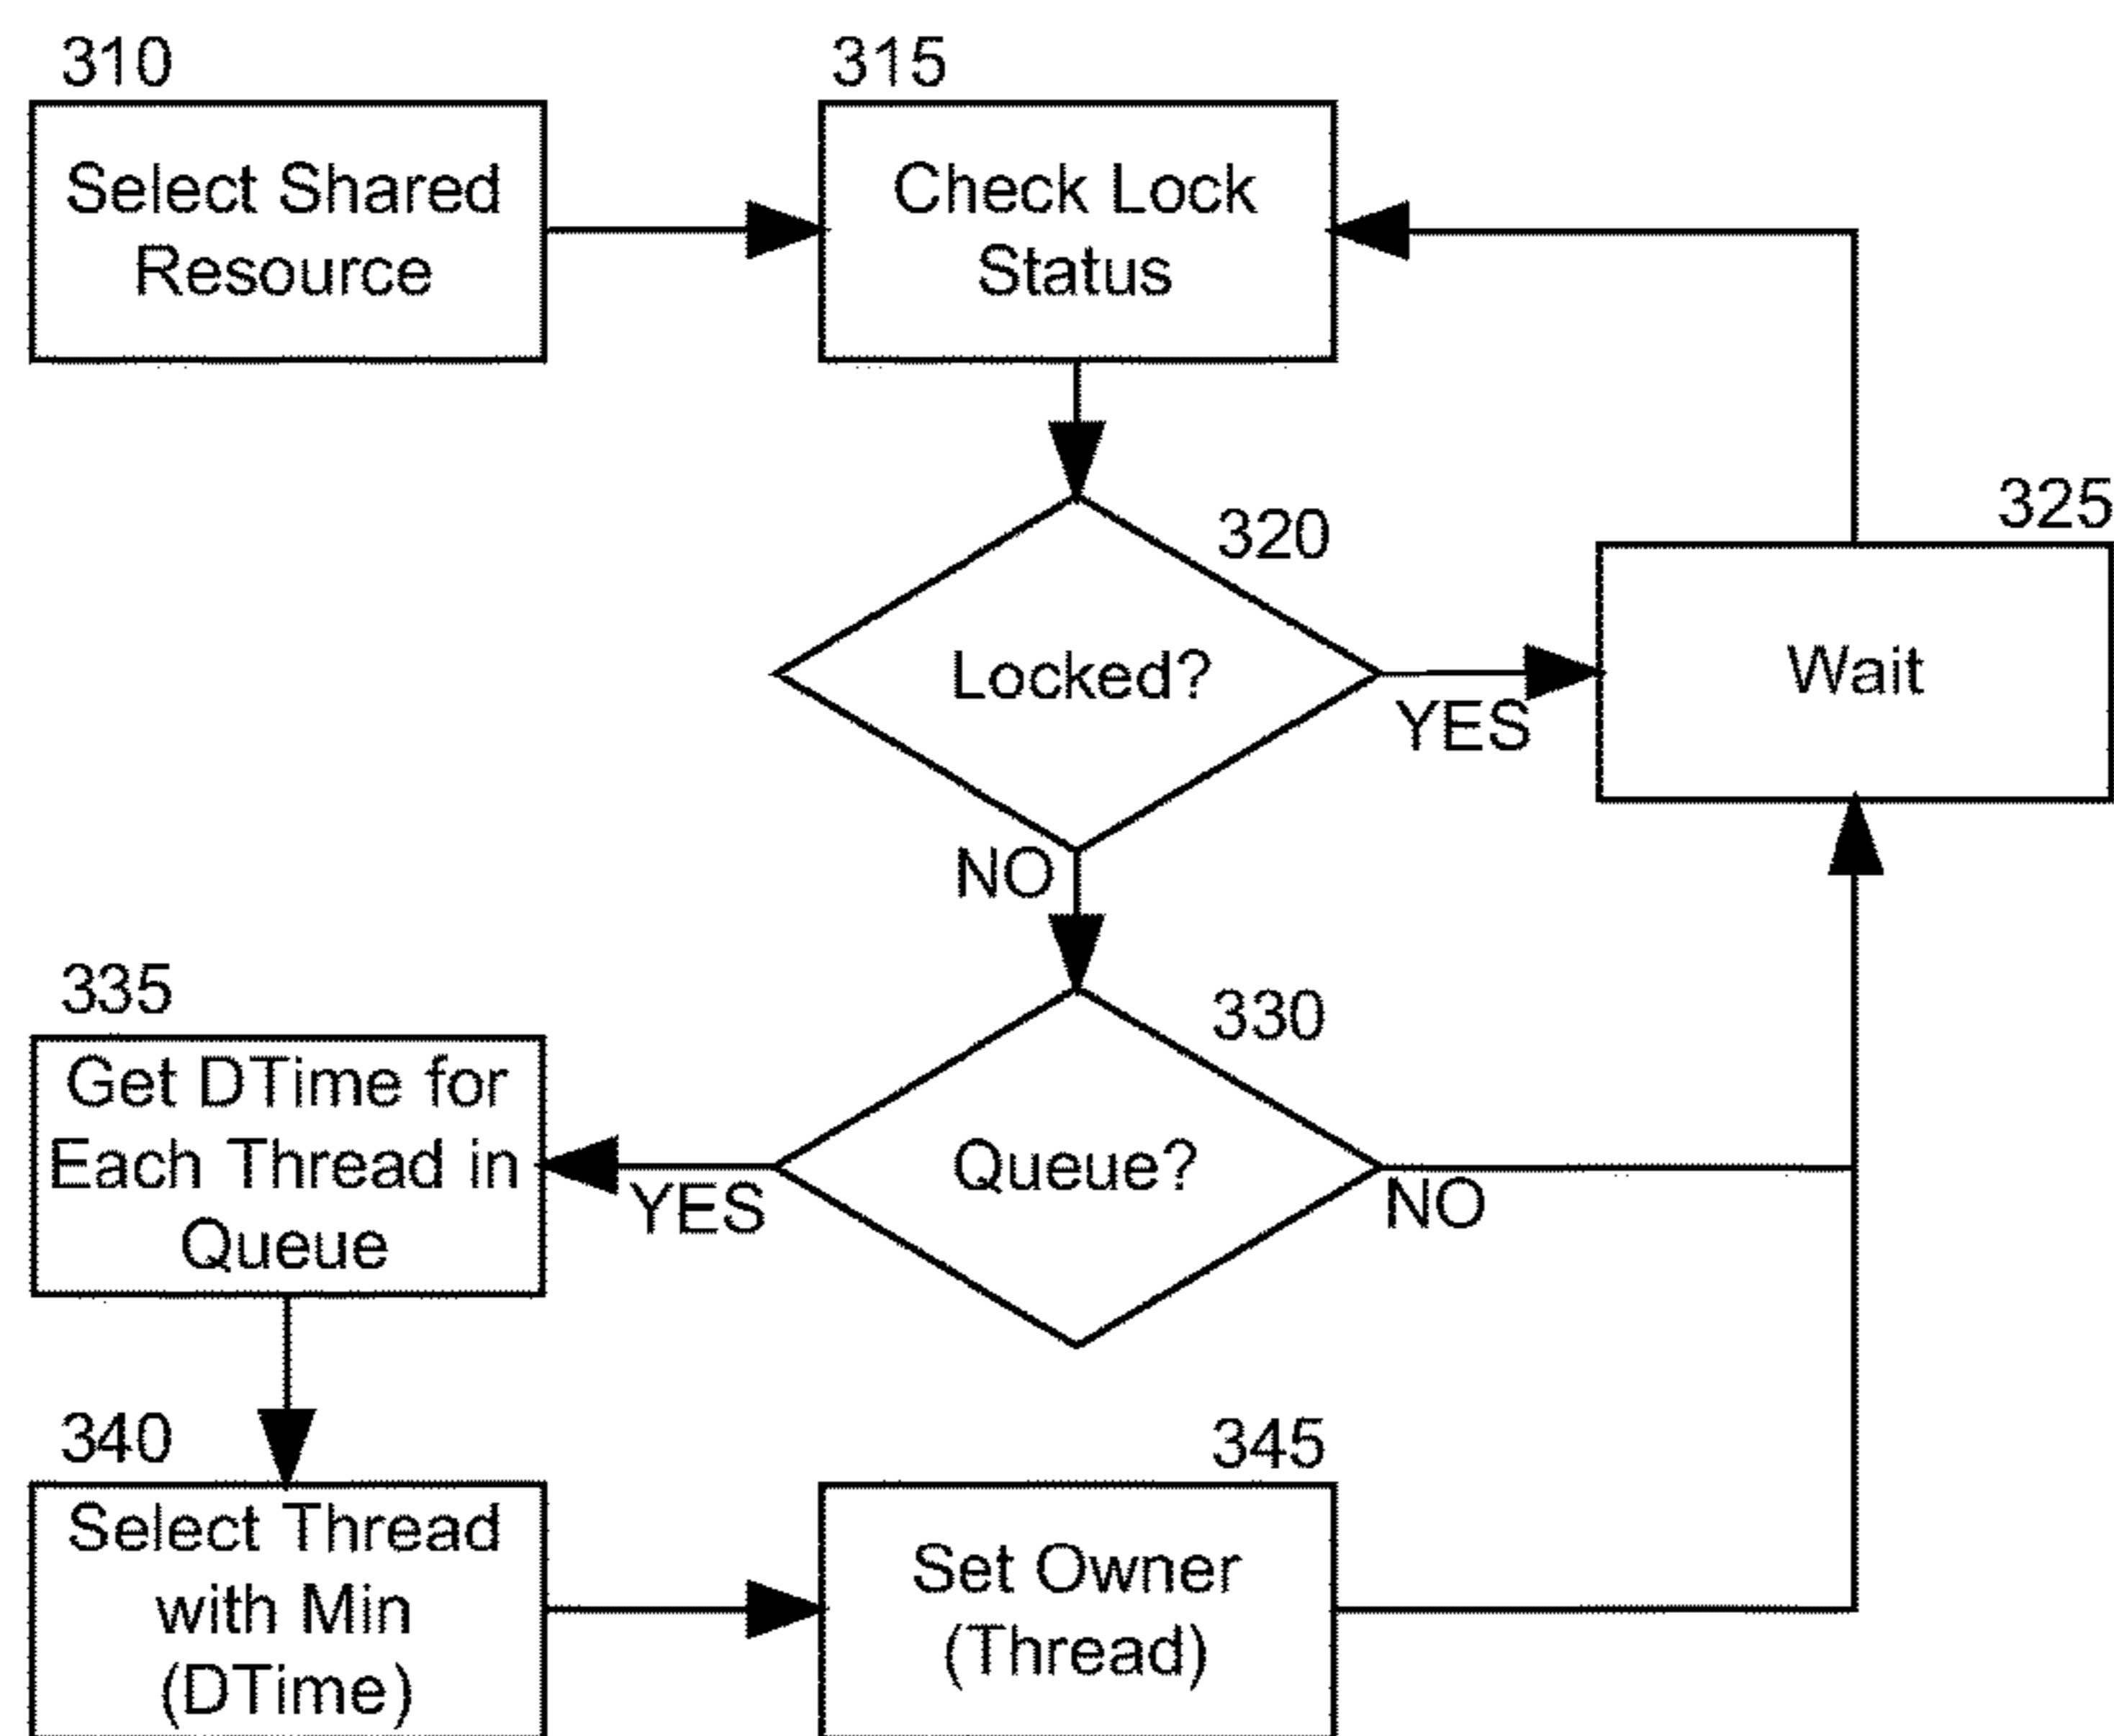 310
Select Shared
Resource
315
Check Lock
Status
320
Locked?
YES
NO
325
Wait
330
Queue?
YES
NO
335
Get DTime for
Each Thread in
Queue
340
Select Thread
with Min
(DTime)
345
Set Owner
(Thread)